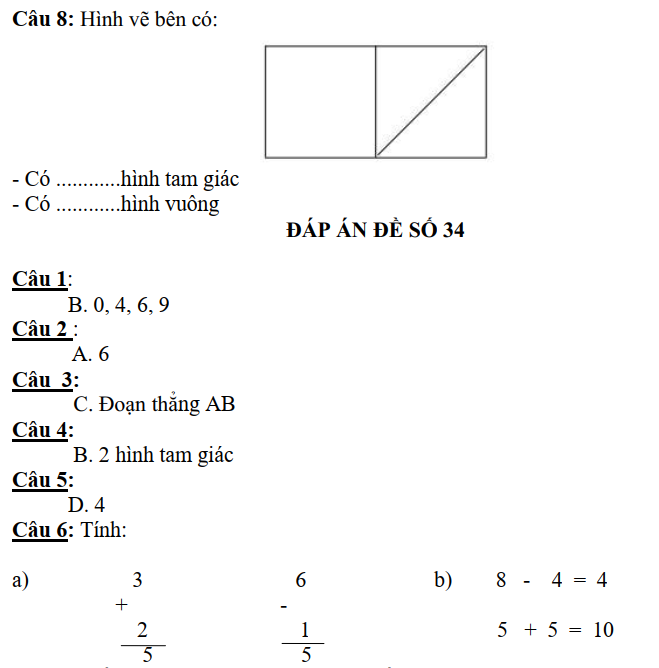 Câu 8: Hình vẽ bên có:
- Có ............hình tam giác
- Có ............hình vuông
ĐÁP ÁN ĐỀ SỐ 34
Câu 1:
B. 0, 4, 6, 9
Câu 2 :
A. 6
Câu 3:
C. Đoạn thẳng AB
Câu 4:
B. 2 hình tam giác
Câu 5:
D. 4
Câu 6: Tính:
a) 3 6 b) 8 - 4 = 4
+ -
2 1 5 + 5 = 10
5 5